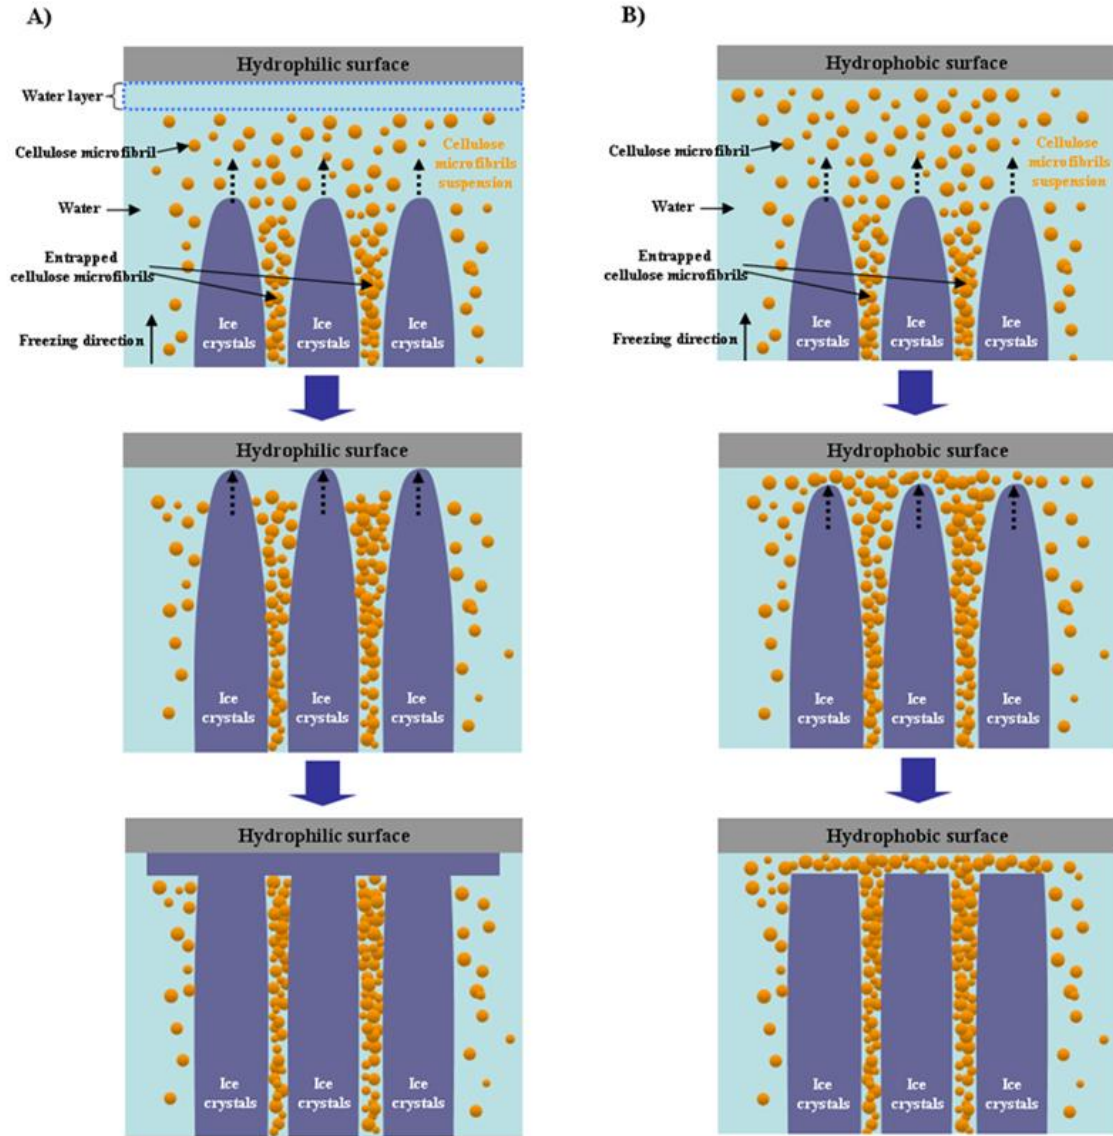 A)
Hydrophilic surface
Water layer
Cellulose microfibril
Cellulose
microfibrils
suspension
Water
Entrapped
cellulose microfibrils
Freezing direction
Ice
crystals
Ice
crystals
Ice
crystals
Hydrophilic surface
Ice
crystals
Ice
crystals
Ice
crystals
Hydrophilic surface
Ice
crystals
Ice
crystals
Ice
crystals
B)
Hydrophobic surface
Cellulose microfibril
Cellulose
microfibrils
suspension
Water
Entrapped
cellulose microfibrils
Freezing direction
Ice
crystals
Ice
crystals
Ice
crystals
Hydrophobic surface
Ice
crystals
Ice
crystals
Ice
crystals
Hydrophobic surface
Ice
crystals
Ice
crystals
Ice
crystals